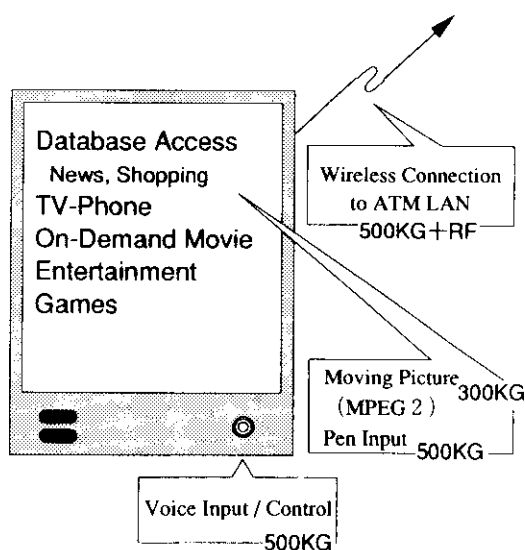 Database Access
News, Shopping
TV-Phone
On-Demand Movie
Entertainment
Games
Wireless Connection
to ATM LAN
500KG+RF
Moving Picture
300KG
(MPEG 2)
Pen Input
500KG
Voice Input / Control
500KG